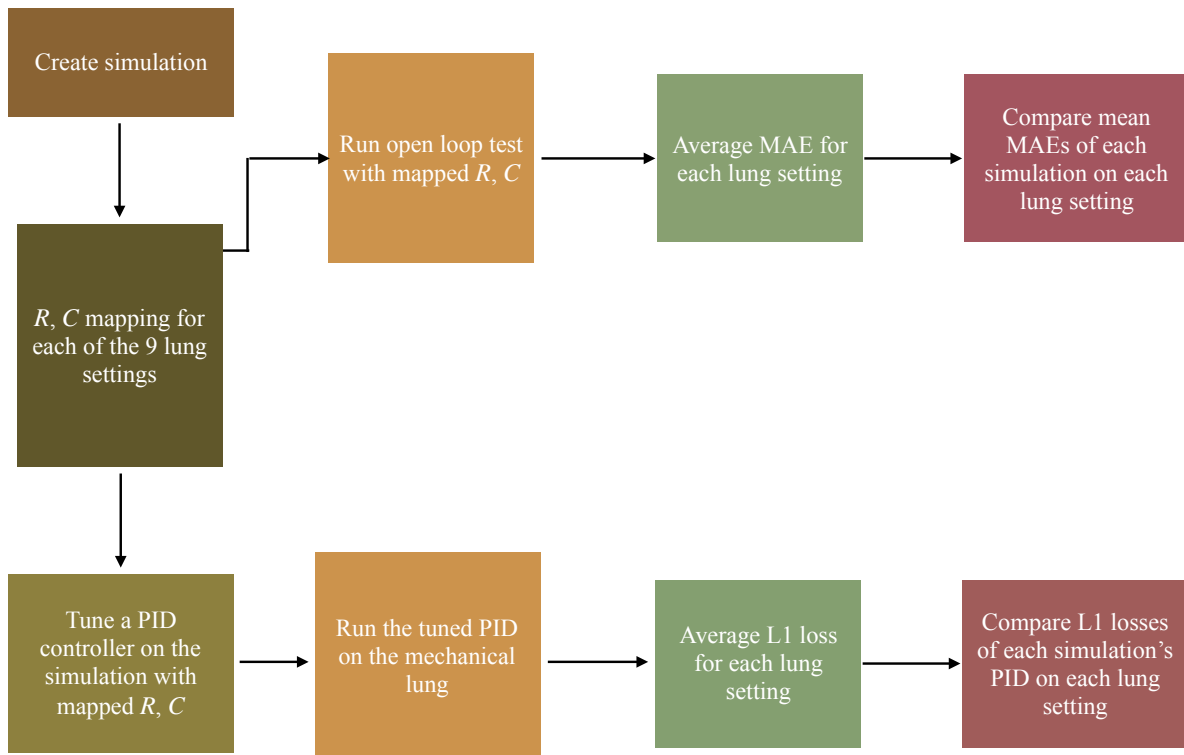 Create simulation
R, C mapping for
each of the 9 lung
settings
Run open loop test
with mapped R, C
Average MAE for
each lung setting
Compare mean
MAEs of each
simulation on each
lung setting
Tune a PID
controller on the
simulation with
mapped R, C
Run the tuned PID
on the mechanical
lung
Average L1 loss
for each lung
setting
Compare L1 losses
of each simulation’s
PID on each lung
setting